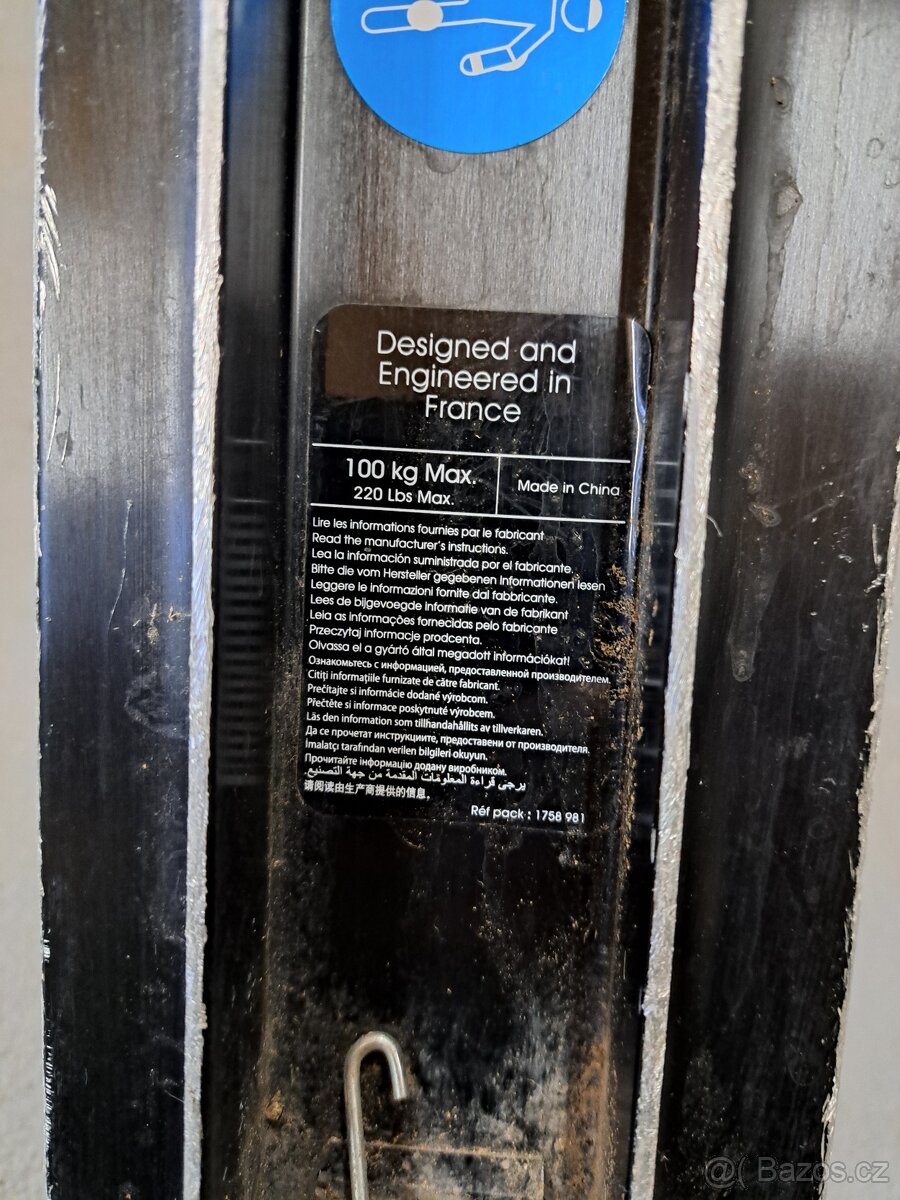 Designed and
Engineered in
France
100 kg Max.
220 Lbs Max.
Made in China
Lire les informations fournies par le fabricant
Read the manufacturer's instructions.
Lea la información suministrada por el fabricante.
Bitte die vom Hersteller gegebenen Informationen lesen
Leggere le informazioni fornite dal fabbricante.
Lees de bijgevoegde informatie van de fabrikant
Leia as informações fornecidas pelo fabricante
Przeczytaj informacje prodcenta.
Olvassa el a gyártó által megadott információkat!
Ознакомьтесь с информацией, предоставленной производителем.
Citiți informațiile furnizate de către fabricant.
Prečítajte si informácie dodané výrobcom.
Přečtěte si informace poskytnuté výrobcem.
Läs den information som tillhandahållits av tillverkaren.
Да се прочетат инструкциите, предоставени от производителя.
İmalatçı tarafından verilen bilgileri okuyun.
Прочитайте інформацію додану виробником.
يرجى قراءة المعلومات المقدمة من جهة التصنيع.
请阅读由生产商提供的信息。
Réf pack : 1758 981
@( Bazos.cz